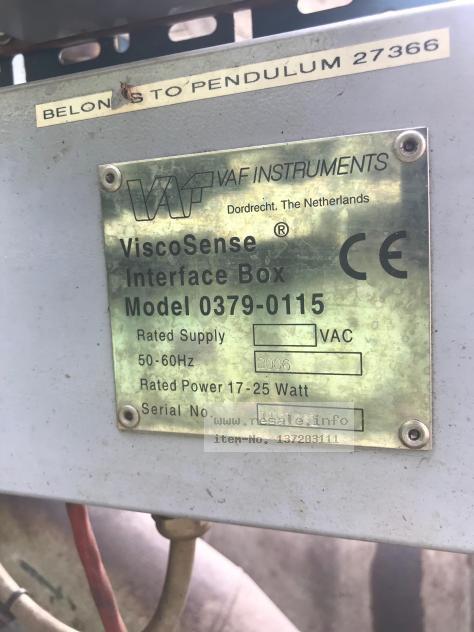 BELON S TO PENDULUM 27366
VAF VAF INSTRUMENTS
Dordrecht. The Netherlands
ViscoSense ®
Interface Box
CE
Model 0379-0115
Rated Supply VAC
50-60Hz 2006
Rated Power 17-25 Watt
Serial No.
www.resale.info
item-No. 137203111